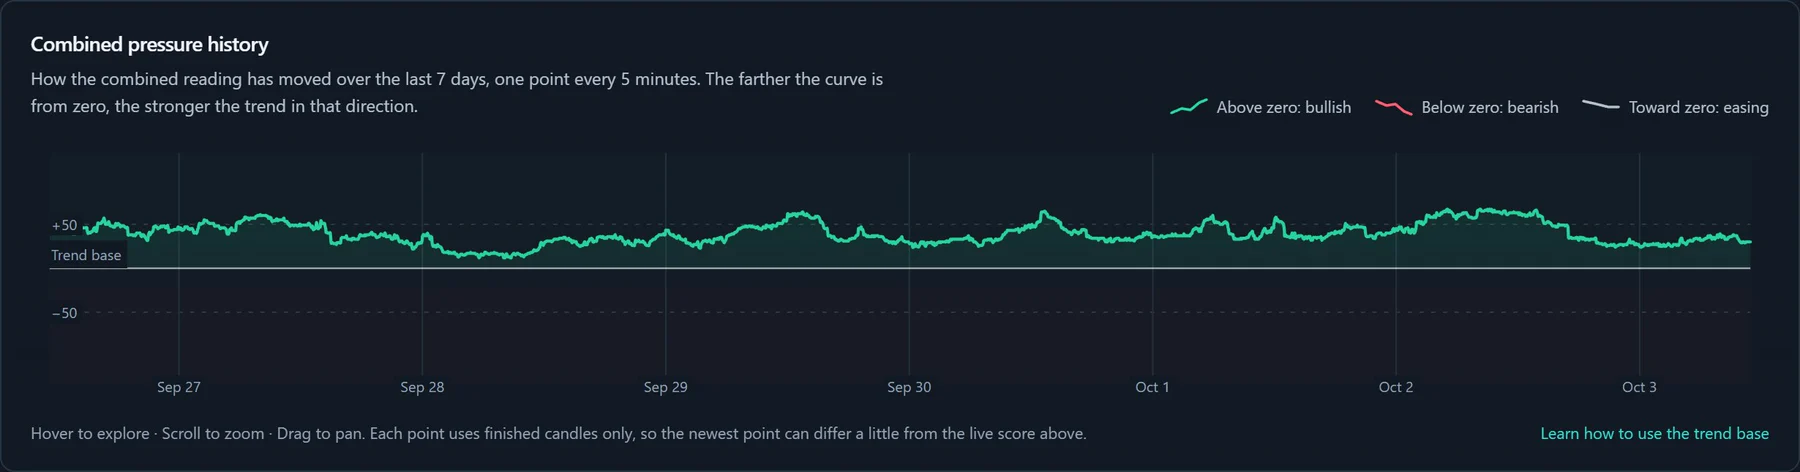 Combined pressure history
How the combined reading has moved over the last 7 days, one point every 5 minutes. The farther the curve is
from zero, the stronger the trend in that direction.
Above zero: bullish
Below zero: bearish
Toward zero: easing
+50
Trend base
−50
Sep 27
Sep 28
Sep 29
Sep 30
Oct 1
Oct 2
Oct 3
Hover to explore · Scroll to zoom · Drag to pan. Each point uses finished candles only, so the newest point can differ a little from the live score above.
Learn how to use the trend base